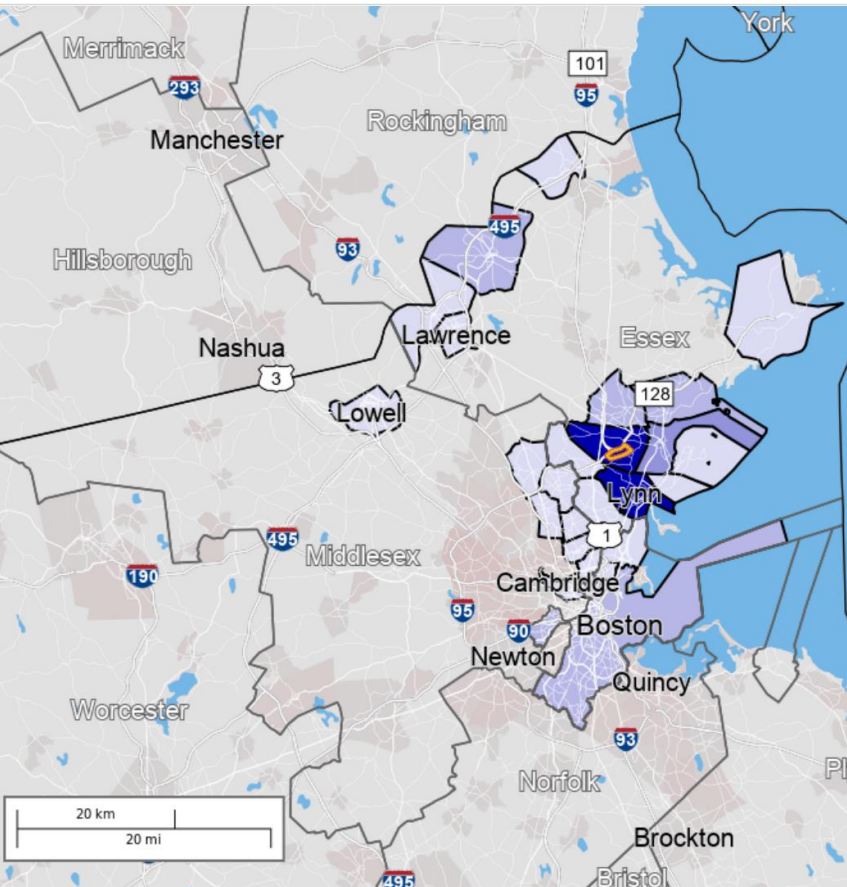 York
Merrimack
101
293
95
Rockingham
Manchester
495
93
Hillsborough
Lawrence
Essex
Nashua
3
128
Lowell
Lynn
1
495
Middlesex
190
Cambridge
95
90
Boston
Newton
Quincy
Worcester
93
Pl
20 km
Norfolk
20 mi
Brockton
495
Bristol